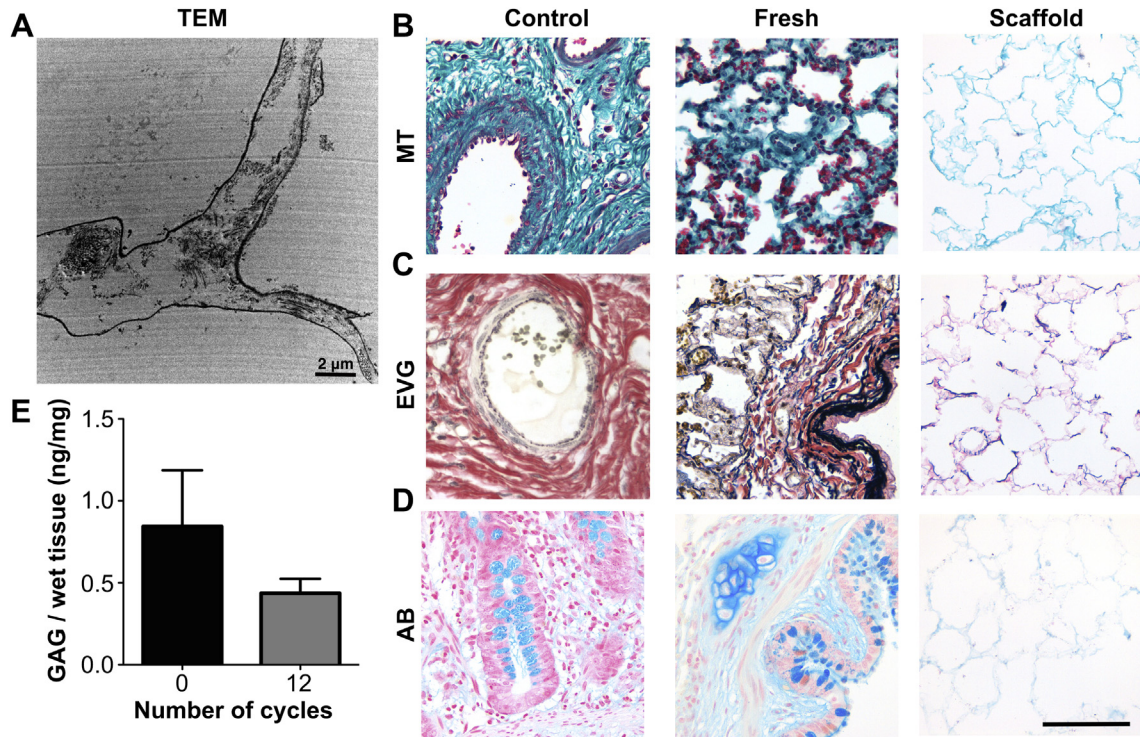 A
TEM
2 µm
B
Control
Fresh
Scaffold
MT
C
EVG
D
AB
E
GAG / wet tissue (ng/mg)
1.5
1.0
0.5
0.0
0
12
Number of cycles